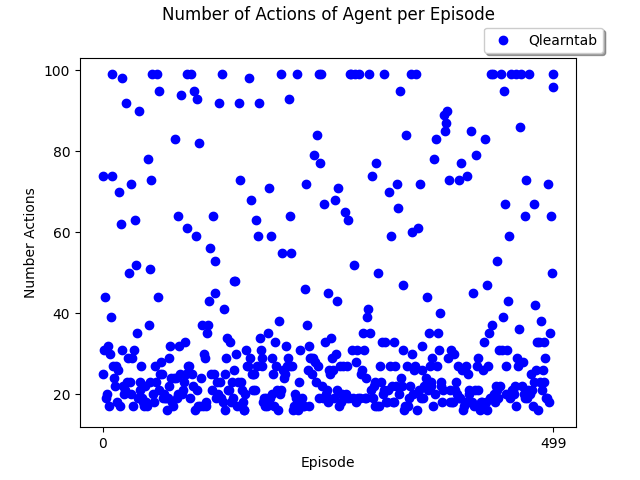 Number of Actions of Agent per Episode
Qlearntab
100
80
60
40
20
Number Actions
0
499
Episode